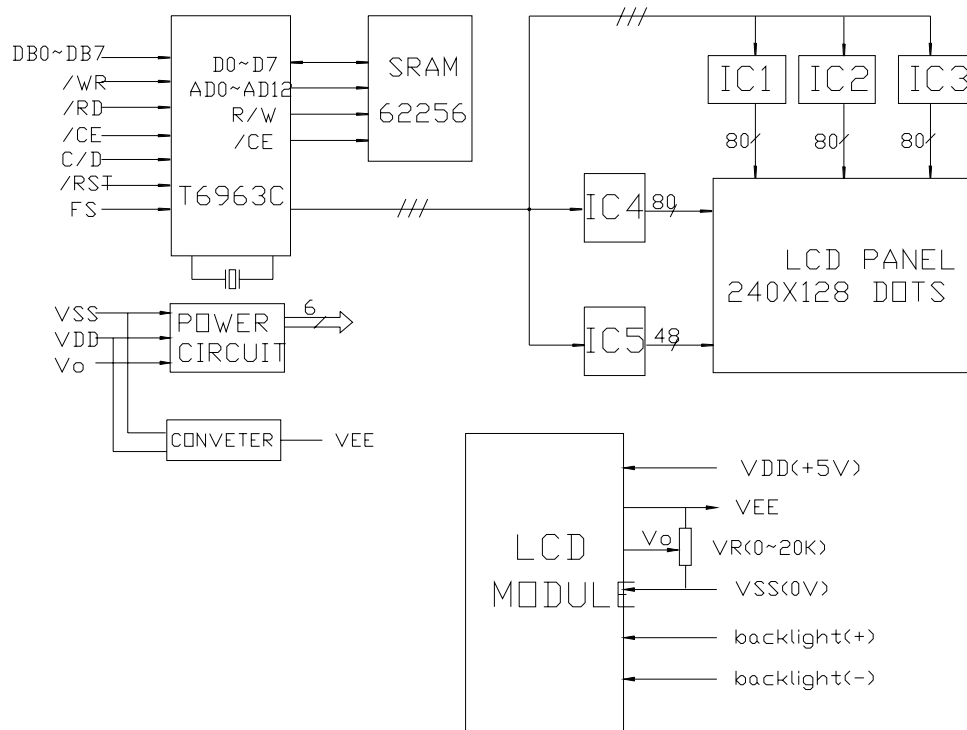 DB0~DB7
/WR
/RD
/CE
C/D
/RST
FS
D0~D7
AD0~AD12
R/W
/CE
T6963C
SRAM
62256
IC1
IC2
IC3
80
80
80
IC4
80
IC5
48
LCD PANEL
240X128 DOTS
VSS
VDD
Vo
POWER
CIRCUIT
6
CONVETER
VEE
LCD
MODULE
VDD(+5V)
VEE
Vo
VR(0~20K)
VSS(0V)
backlight(+)
backlight(-)